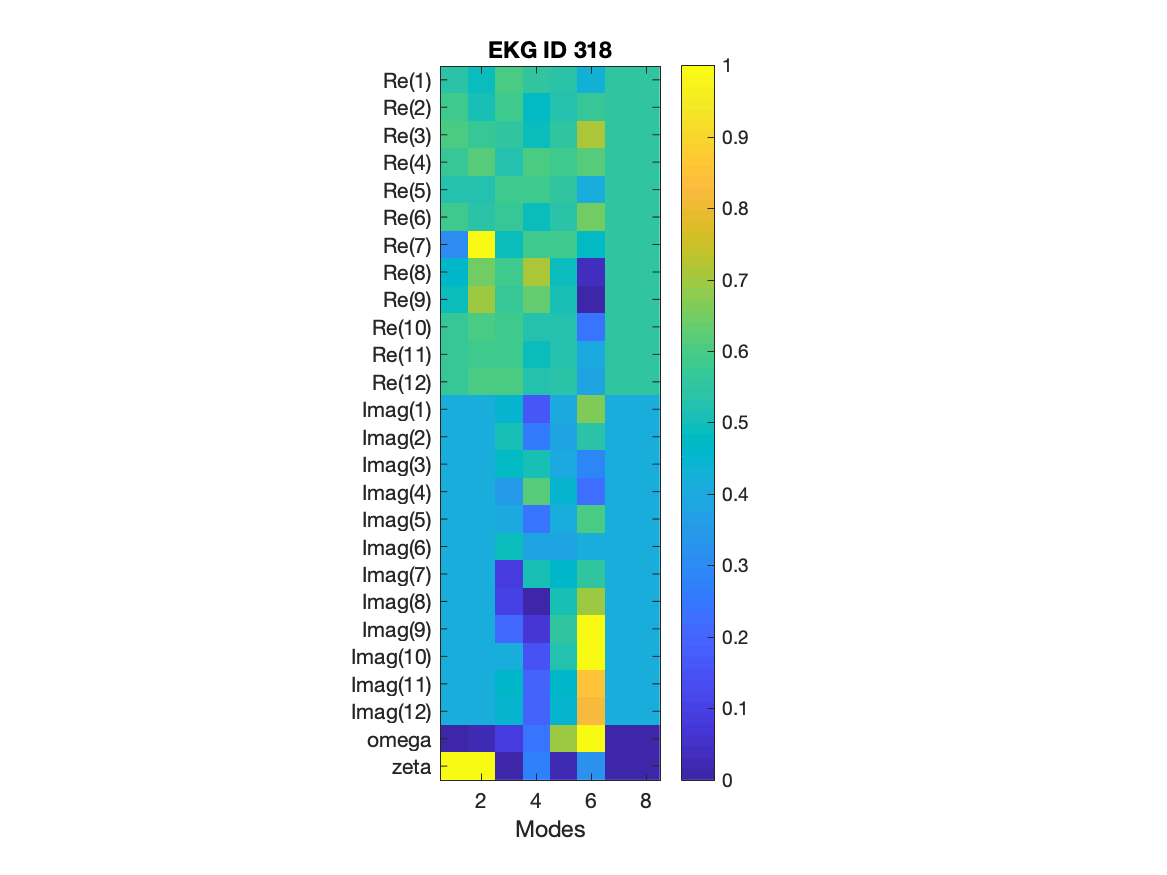 EKG ID 318
Re(1)
Re(2)
Re(3)
Re(4)
Re(5)
Re(6)
Re(7)
Re(8)
Re(9)
Re(10)
Re(11)
Re(12)
Imag(1)
Imag(2)
Imag(3)
Imag(4)
Imag(5)
Imag(6)
Imag(7)
Imag(8)
Imag(9)
Imag(10)
Imag(11)
Imag(12)
omega
zeta
2 4 6 8
Modes
1
0.9
0.8
0.7
0.6
0.5
0.4
0.3
0.2
0.1
0